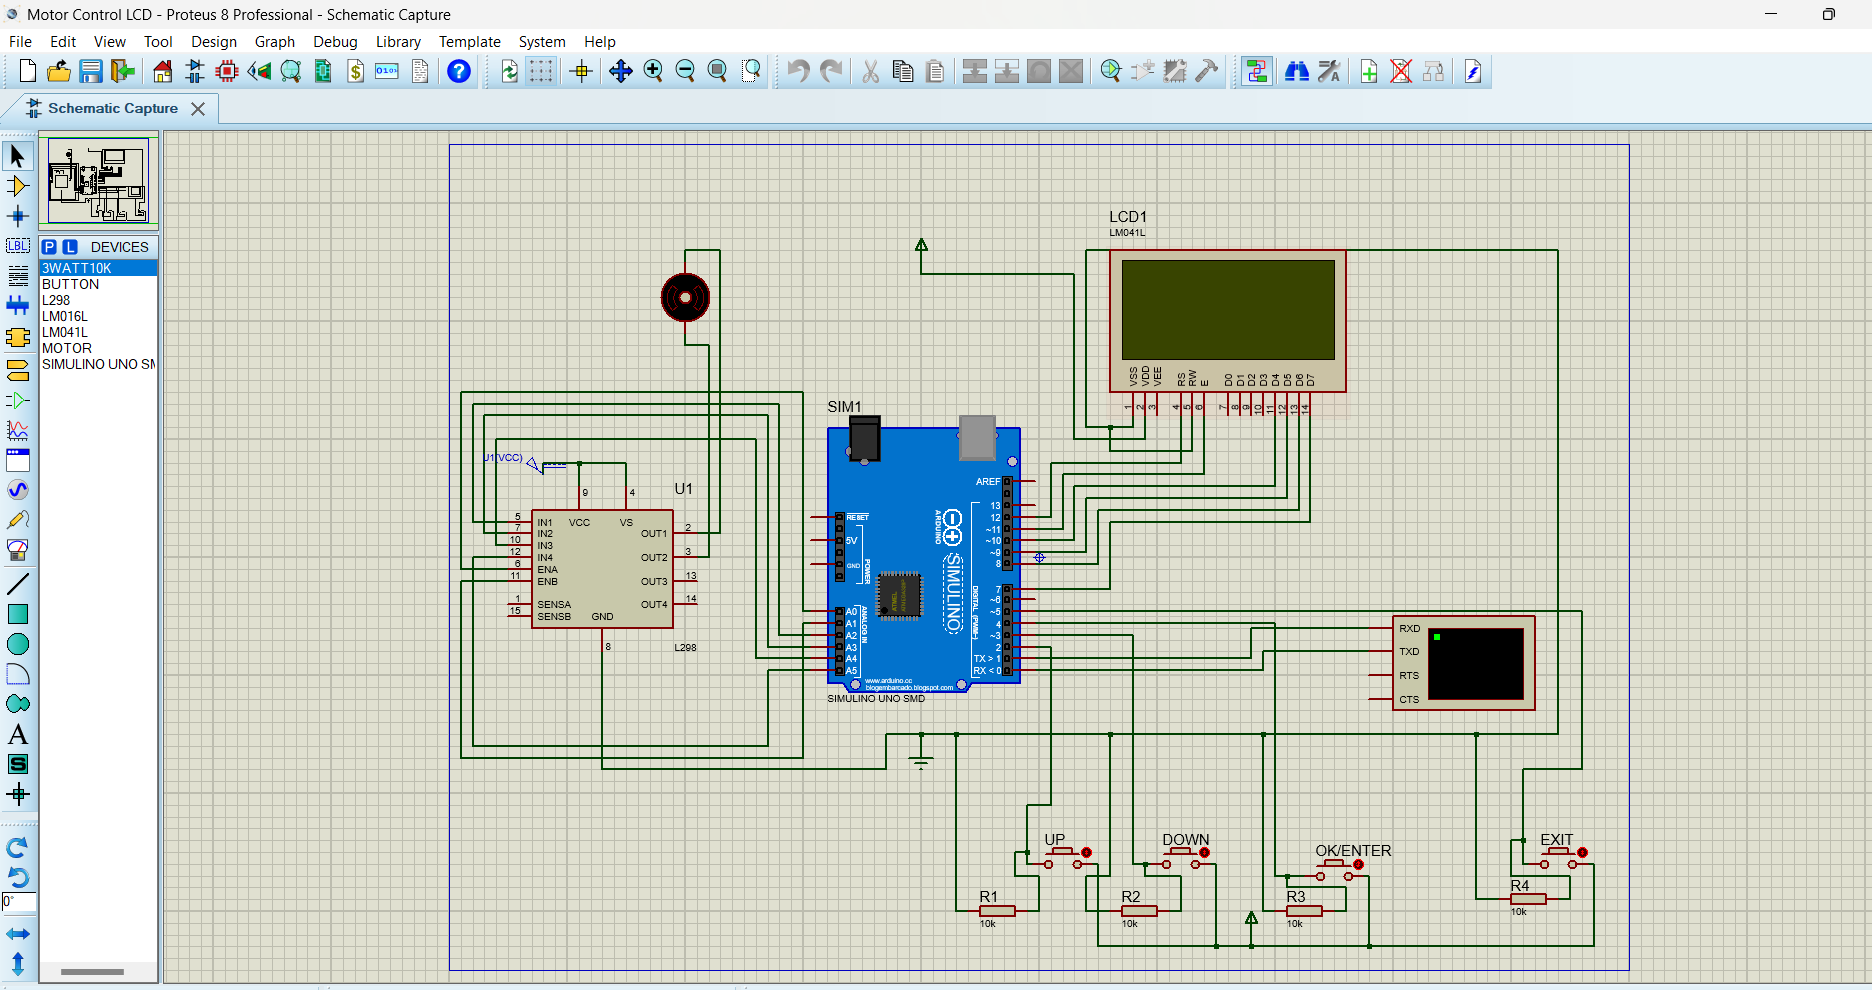 Motor Control LCD - Proteus 8 Professional - Schematic Capture
File Edit View Tool Design Graph Debug Library Template System Help
Schematic Capture
P L DEVICES
3WATT10K
BUTTON
L298
LM016L
LM041L
MOTOR
SIMULINO UNO SM
LBL
A
S
0°
LCD1
LM041L
VSS VDD VEE RS RW E D0 D1 D2 D3 D4 D5 D6 D7
1 2 3 4 5 6 7 8 9 10 11 12 13 14
U1(VCC)
U1
9 4
5 IN1 VCC VS
7 IN2 OUT1 2
10 IN3
12 IN4 OUT2 3
6 ENA
11 ENB OUT3 13
1 SENSA OUT4 14
15 SENSB GND
8
L298
SIM1
AREF
13
12
~11
~10
~9
8
7
~6
~5
4
~3
2
TX > 1
RX < 0
RESET
5V
GND
POWER
A0
A1
A2
A3
A4
A5
ANALOG IN
ARDUINO
SIMULINO
DIGITAL (PWM~)
ATMEL
www.arduino.cc
blogembarcado.blogspot.com
SIMULINO UNO SMD
RXD
TXD
RTS
CTS
UP
DOWN
OK/ENTER
EXIT
R1
10k
R2
10k
R3
10k
R4
10k